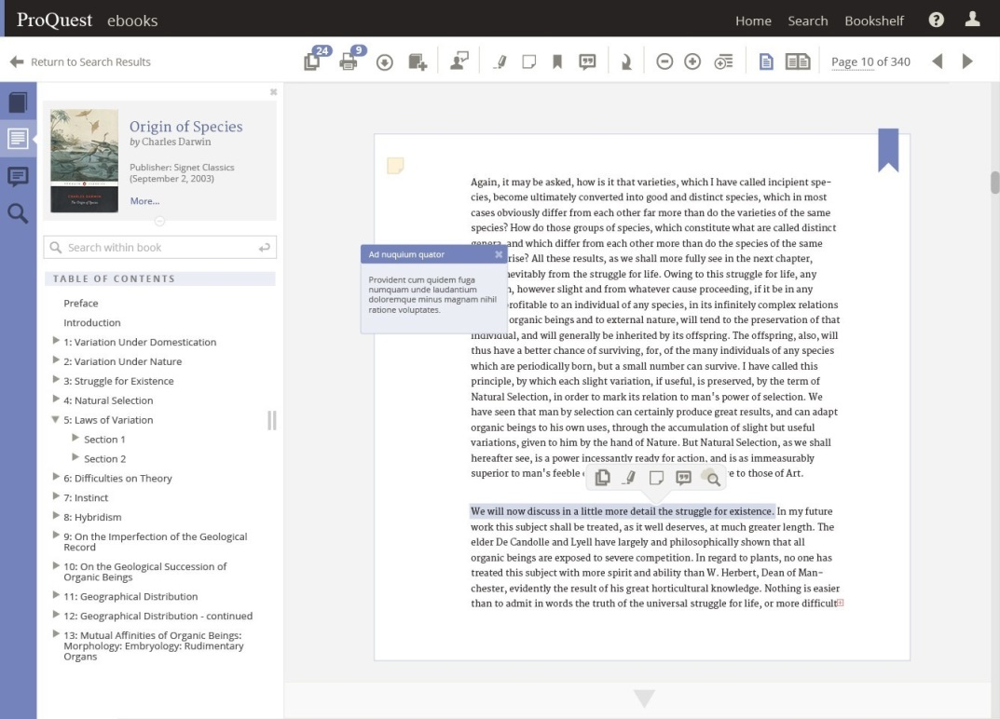 ProQuest ebooks
Home Search Bookshelf
Return to Search Results
24
9
Page 10 of 340
Origin of Species
by Charles Darwin
Publisher: Signet Classics
(September 2, 2003)
More...
Search within book
TABLE OF CONTENTS
Preface
Introduction
1: Variation Under Domestication
2: Variation Under Nature
3: Struggle for Existence
4: Natural Selection
5: Laws of Variation
Section 1
Section 2
6: Difficulties on Theory
7: Instinct
8: Hybridism
9: On the Imperfection of the Geological
Record
10: On the Geological Succession of
Organic Beings
11: Geographical Distribution
12: Geographical Distribution - continued
13: Mutual Affinities of Organic Beings:
Morphology: Embryology: Rudimentary
Organs
Ad nuquium quator
Provident cum quidem fuga
numquam unde laudantium
doloremque minus magnam nihil
ratione voluptates.
Again, it may be asked, how is it that varieties, which I have called incipient spe-
cies, become ultimately converted into good and distinct species, which in most
cases obviously differ from each other far more than do the varieties of the same
species? How do those groups of species, which constitute what are called distinct
genera, and which differ from each other more than do the species of the same
rise? All these results, as we shall more fully see in the next chapter,
nevitably from the struggle for life. Owing to this struggle for life, any
n, however slight and from whatever cause proceeding, if it be in any
rofitable to an individual of any species, in its infinitely complex relations
organic beings and to external nature, will tend to the preservation of that
individual, and will generally be inherited by its offspring. The offspring, also, will
thus have a better chance of surviving, for, of the many individuals of any species
which are periodically born, but a small number can survive. I have called this
principle, by which each slight variation, if useful, is preserved, by the term of
Natural Selection, in order to mark its relation to man's power of selection. We
have seen that man by selection can certainly produce great results, and can adapt
organic beings to his own uses, through the accumulation of slight but useful
variations, given to him by the hand of Nature. But Natural Selection, as we shall
hereafter see, is a power incessantly ready for action, and is as immeasurably
superior to man's feeble e to those of Art.
We will now discuss in a little more detail the struggle for existence. In my future
work this subject shall be treated, as it well deserves, at much greater length. The
elder De Candolle and Lyell have largely and philosophically shown that all
organic beings are exposed to severe competition. In regard to plants, no one has
treated this subject with more spirit and ability than W. Herbert, Dean of Man-
chester, evidently the result of his great horticultural knowledge. Nothing is easier
than to admit in words the truth of the universal struggle for life, or more difficult